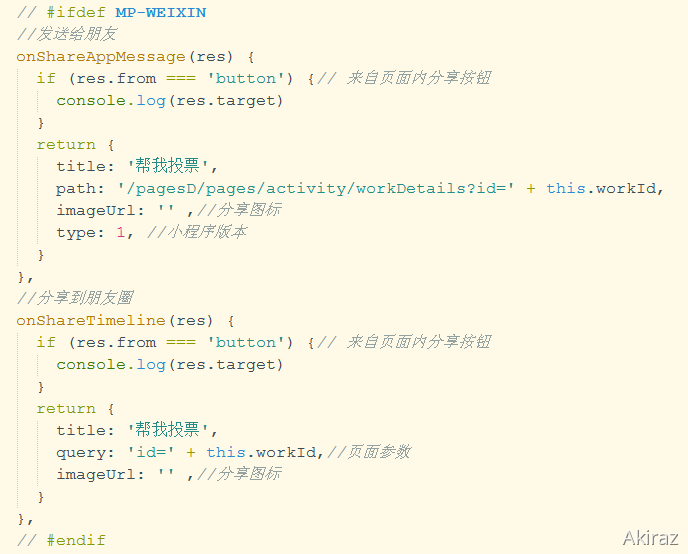 // #ifdef MP-WEIXIN
//发送给朋友
onShareAppMessage(res) {
if (res.from === 'button') {// 来自页面内分享按钮
console.log(res.target)
}
return {
title: '帮我投票',
path: '/pagesD/pages/activity/workDetails?id=' + this.workId,
imageUrl: '' ,//分享图标
type: 1, //小程序版本
}
},
//分享到朋友圈
onShareTimeline(res) {
if (res.from === 'button') {// 来自页面内分享按钮
console.log(res.target)
}
return {
title: '帮我投票',
query: 'id=' + this.workId,//页面参数
imageUrl: '' ,//分享图标
}
},
// #endif
Akiraz